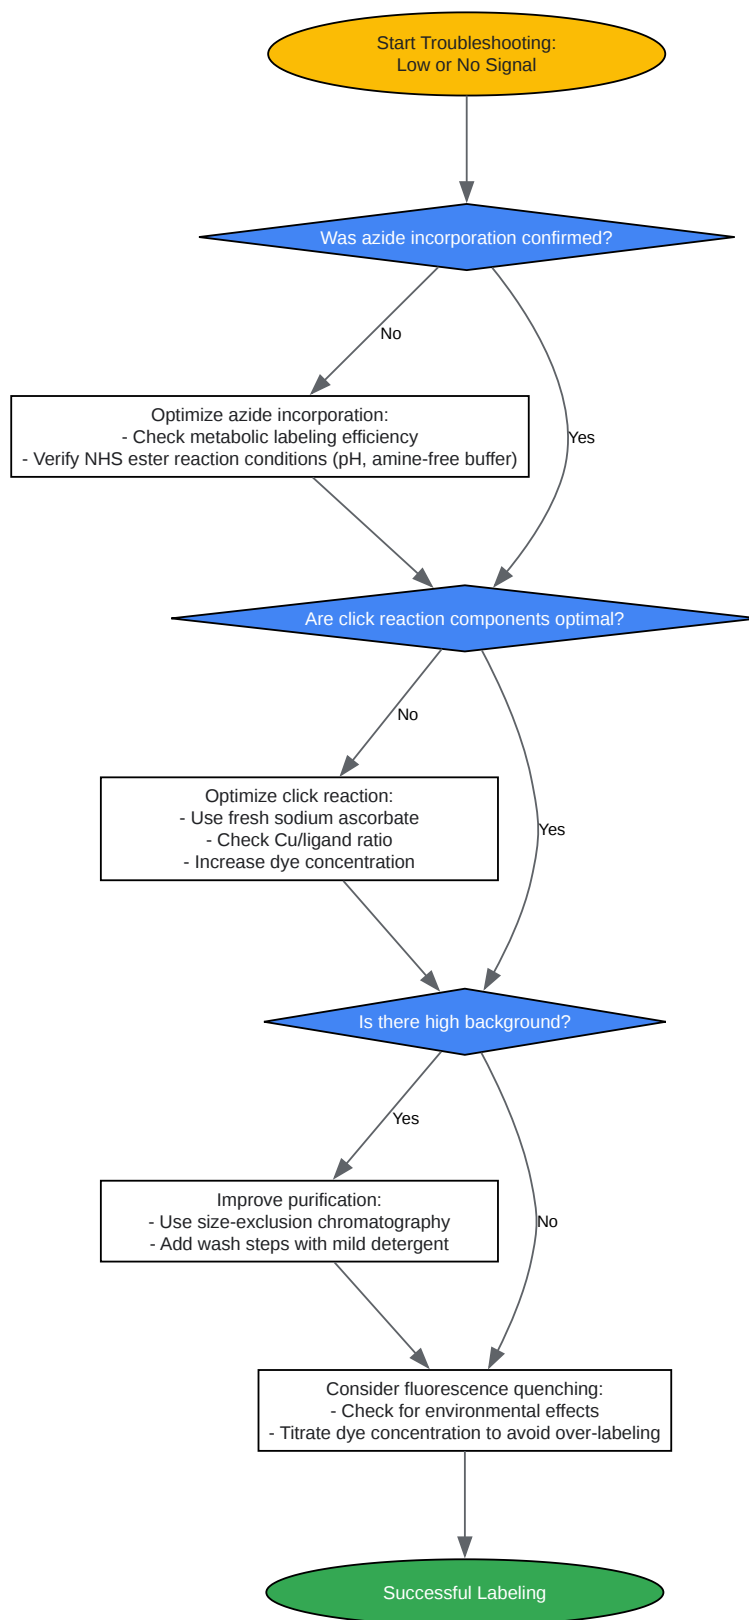 Start Troubleshooting:
Low or No Signal
Was azide incorporation confirmed?
No
Optimize azide incorporation:
- Check metabolic labeling efficiency
- Verify NHS ester reaction conditions (pH, amine-free buffer)
Yes
Are click reaction components optimal?
No
Optimize click reaction:
- Use fresh sodium ascorbate
- Check Cu/ligand ratio
- Increase dye concentration
Yes
Is there high background?
Yes
Improve purification:
- Use size-exclusion chromatography
- Add wash steps with mild detergent
No
Consider fluorescence quenching:
- Check for environmental effects
- Titrate dye concentration to avoid over-labeling
Successful Labeling